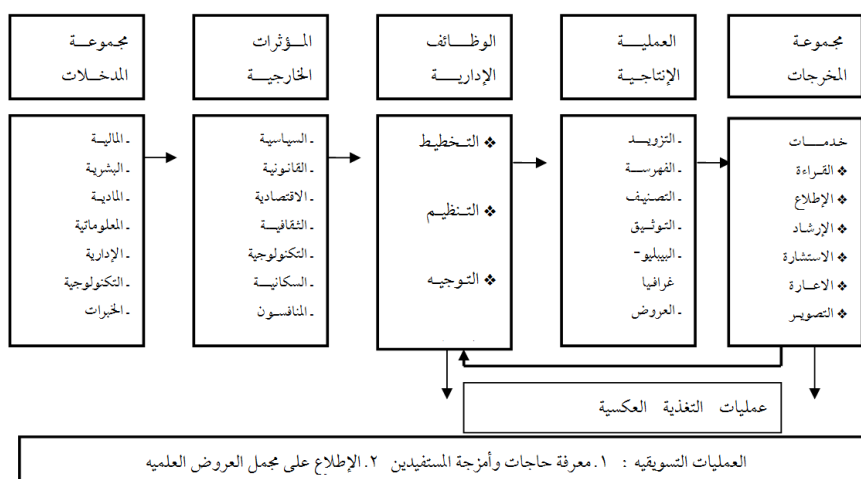 مجموعة
المدخلات
المؤثرات
الخارجية
الوظائف
الإدارية
العملية
الإنتاجية
مجموعة
المخرجات
ـ المالية
ـ البشرية
ـ المادية
ـ المعلوماتية
ـ الإدارية
ـ التكنولوجية
ـ الخبرات
ـ السياسية
ـ القانونية
ـ الاقتصادية
ـ الثقافية
ـ التكنولوجية
ـ السكانية
ـ المنافسون
❖ التخطيط
❖ التنظيم
❖ التوجيه
ـ التزويد
ـ الفهرسة
ـ التصنيف
ـ التوثيق
ـ البيبليو-
غرافيا
ـ العروض
خدمات
❖ القراءة
❖ الإطلاع
❖ الإرشاد
❖ الاستشارة
❖ الاعارة
❖ التصوير
عمليات التغذية العكسية
العمليات التسويقيه : ١. معرفة حاجات وأمزجة المستفيدين ٢. الإطلاع على مجمل العروض العلميه